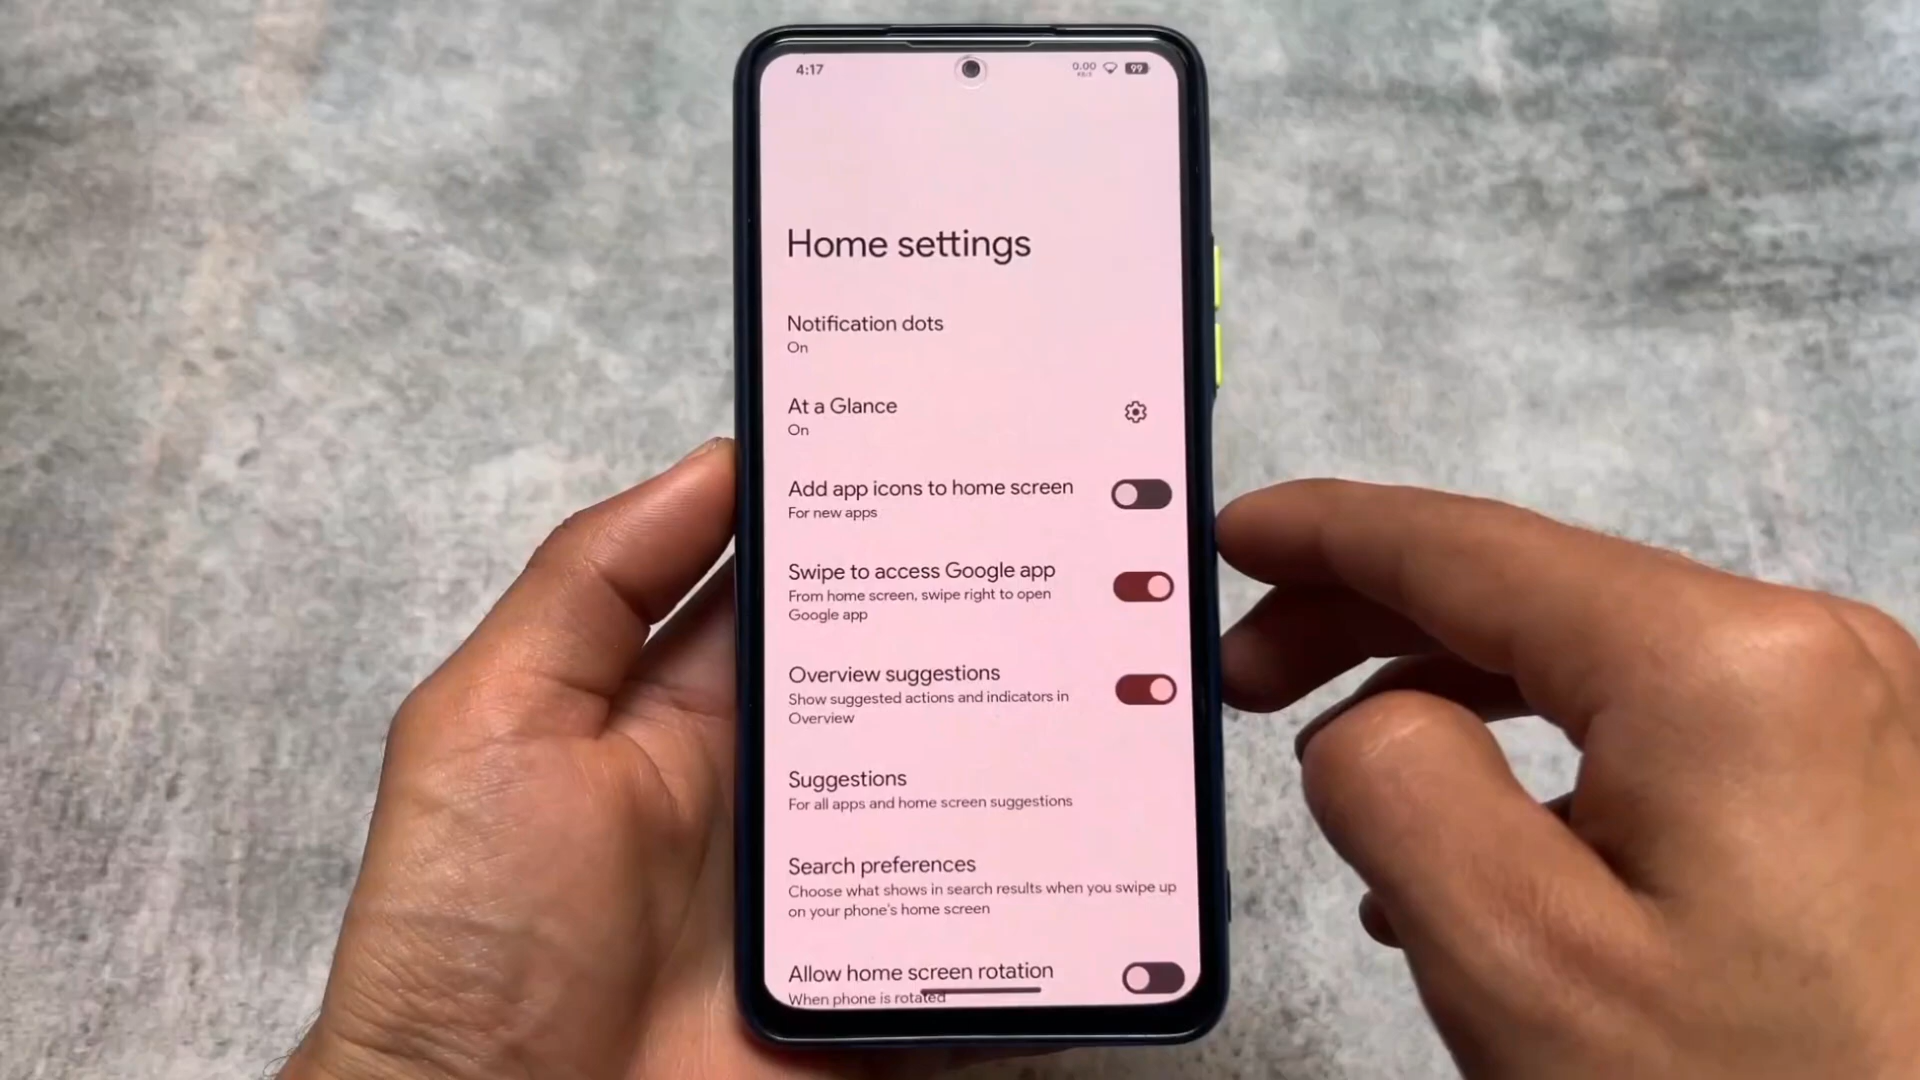 4:17
0.00
KB/S
99
Home settings
Notification dots
On
At a Glance
On
Add app icons to home screen
For new apps
Swipe to access Google app
From home screen, swipe right to open
Google app
Overview suggestions
Show suggested actions and indicators in
Overview
Suggestions
For all apps and home screen suggestions
Search preferences
Choose what shows in search results when you swipe up
on your phone's home screen
Allow home screen rotation
When phone is rotated